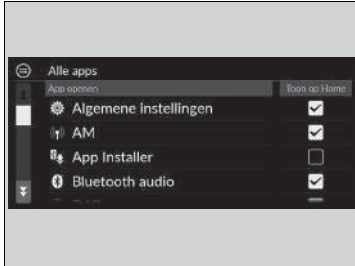 Alle apps
App openen Toon op Home
Algemene instellingen
AM
App Installer
Bluetooth audio